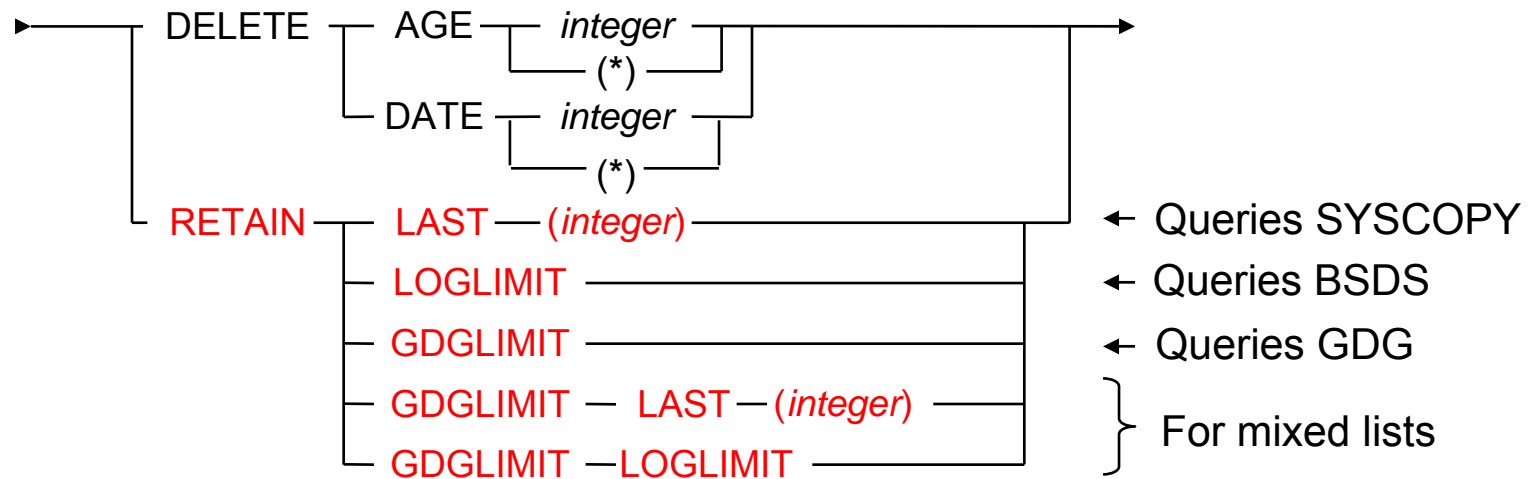 DELETE AGE integer
(*)
DATE integer
(*)
RETAIN LAST (integer) Queries SYSCOPY
LOGLIMIT Queries BSDS
GDGLIMIT Queries GDG
GDGLIMIT LAST (integer)
For mixed lists
GDGLIMIT LOGLIMIT